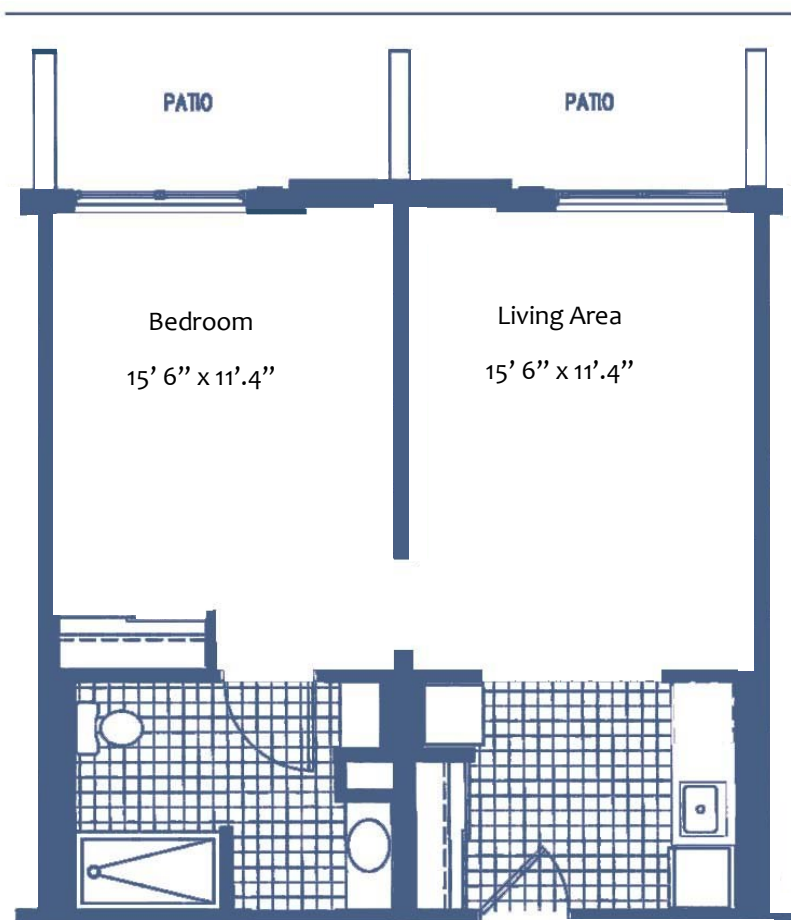 PATIO
PATIO
Bedroom
15’ 6” x 11’.4”
Living Area
15’ 6” x 11’.4”